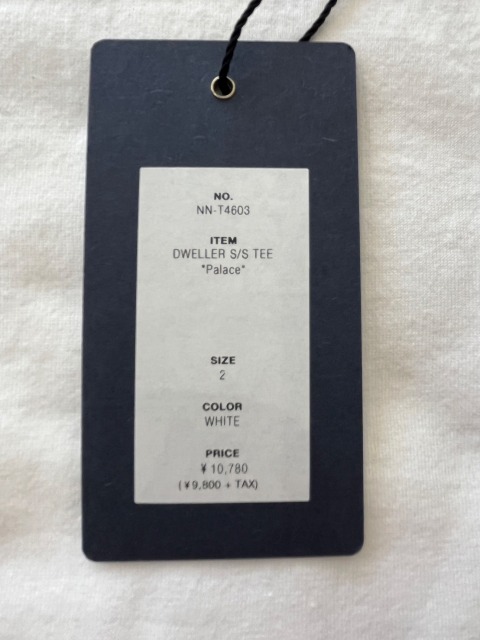 NO.
NN-T4603
ITEM
DWELLER S/S TEE
"Palace"
SIZE
2
COLOR
WHITE
PRICE
¥ 10,780
(¥9,800 + TAX)